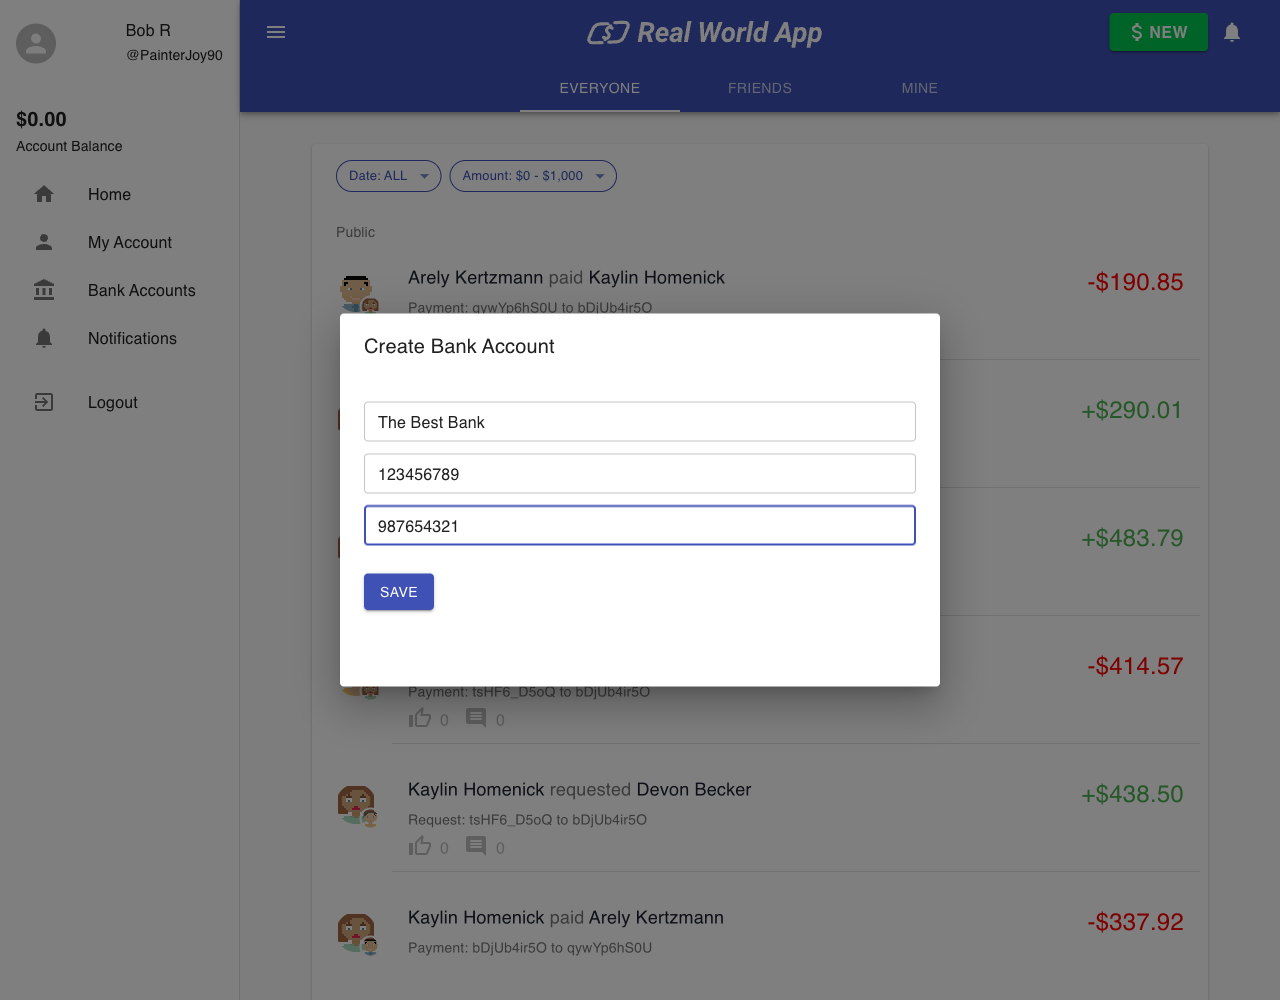 Bob R
@PainterJoy90
$0.00
Account Balance
Home
My Account
Bank Accounts
Notifications
Logout
Real World App
$ NEW
EVERYONE FRIENDS MINE
Date: ALL Amount: $0 - $1,000
Public
Arely Kertzmann paid Kaylin Homenick -$190.85
Payment: qywYp6hS0U to bDjUb4ir5O
Create Bank Account
The Best Bank
123456789
987654321
SAVE
+$290.01
+$483.79
-$414.57
Payment: tsHF6_D5oQ to bDjUb4ir5O
0 0
Kaylin Homenick requested Devon Becker +$438.50
Request: tsHF6_D5oQ to bDjUb4ir5O
0 0
Kaylin Homenick paid Arely Kertzmann -$337.92
Payment: bDjUb4ir5O to qywYp6hS0U